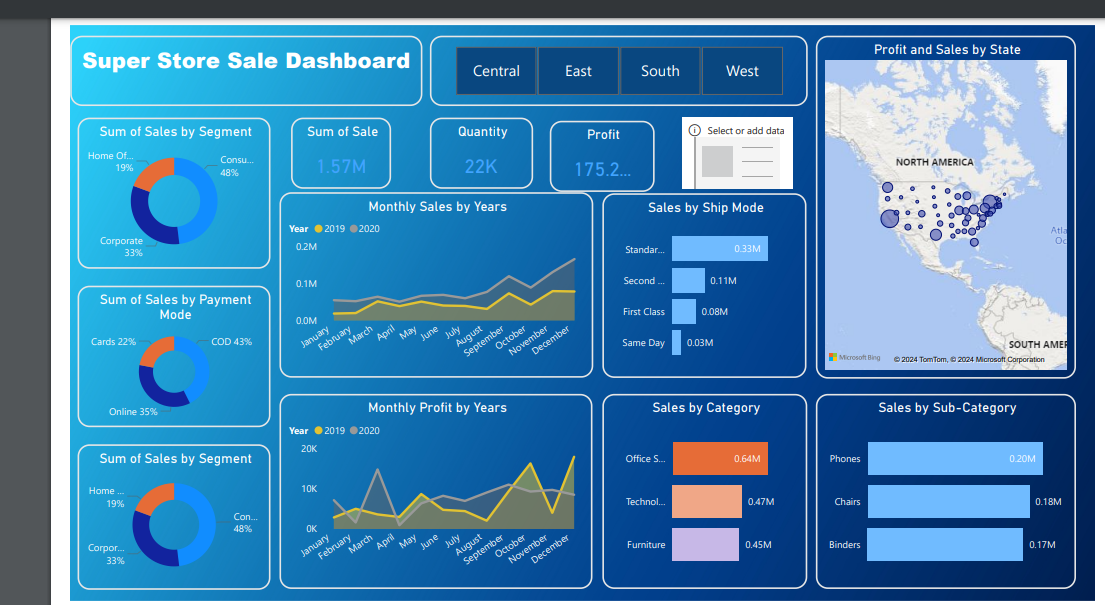 Super Store Sale Dashboard
Central
East
South
West
Profit and Sales by State
NORTH AMERICA
Atla
Oc
SOUTH AMER
Microsoft Bing
© 2024 TomTom, © 2024 Microsoft Corporation
Sum of Sales by Segment
Home Of...
19%
Consu...
48%
Corporate
33%
Sum of Sale
1.57M
Quantity
22K
Profit
175.2...
Select or add data
Monthly Sales by Years
Year 2019 2020
0.2M
0.1M
0.0M
January
February
March
April
May
June
July
August
September
October
November
December
Sales by Ship Mode
Standar...
0.33M
Second ...
0.11M
First Class
0.08M
Same Day
0.03M
Sum of Sales by Payment
Mode
Cards 22%
COD 43%
Online 35%
Sum of Sales by Segment
Home ...
19%
Con...
48%
Corpor...
33%
Monthly Profit by Years
Year 2019 2020
20K
10K
0K
January
February
March
April
May
June
July
August
September
October
November
December
Sales by Category
Office S...
0.64M
Technol...
0.47M
Furniture
0.45M
Sales by Sub-Category
Phones
0.20M
Chairs
0.18M
Binders
0.17M